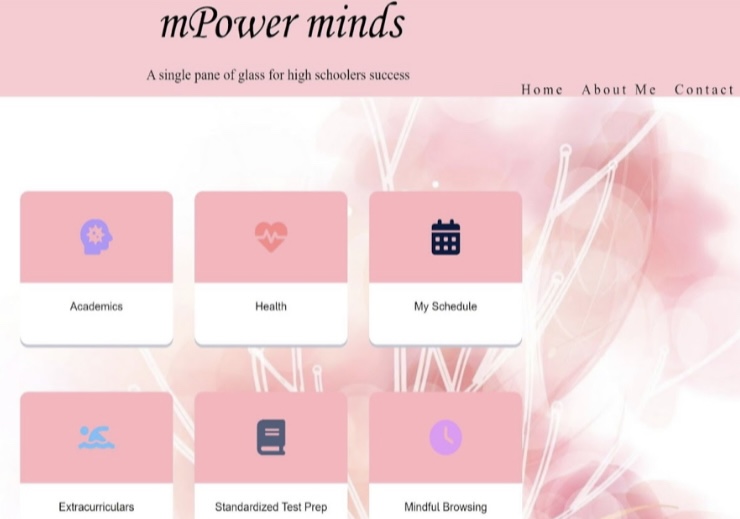 mPower minds
A single pane of glass for high schoolers success
Home About Me Contact
Academics Health My Schedule
Extracurriculars Standardized Test Prep Mindful Browsing